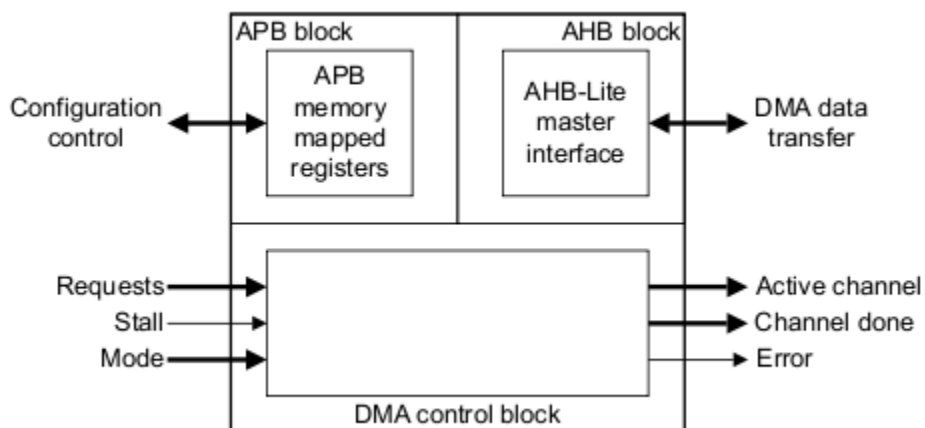 APB block
AHB block
APB
memory
mapped
registers
AHB-Lite
master
interface
Configuration
control
DMA data
transfer
Requests
Stall
Mode
Active channel
Channel done
Error
DMA control block